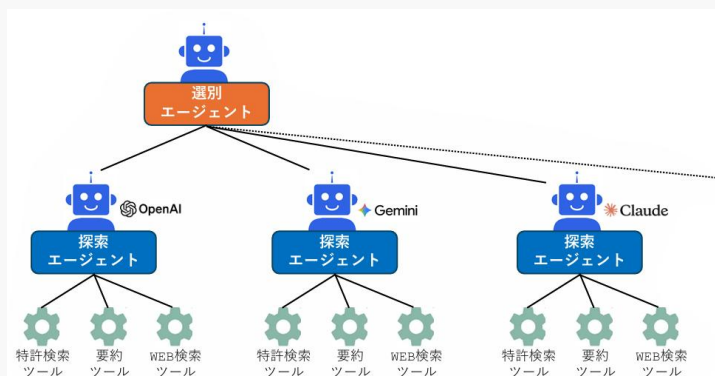 選別
エージェント
OpenAI
Gemini
Claude
探索
エージェント
探索
エージェント
探索
エージェント
特許検索
ツール
要約
ツール
WEB検索
ツール
特許検索
ツール
要約
ツール
WEB検索
ツール
特許検索
ツール
要約
ツール
WEB検索
ツール